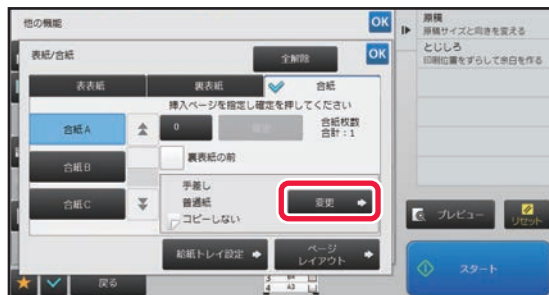 他の機能
OK
表紙/合紙
全解除
OK
表表紙
裏表紙
合紙
挿入ページを指定し確定を押してください
合紙A
0
確定
合紙枚数
合計:1
合紙B
裏表紙の前
合紙C
手差し
普通紙
コピーしない
変更
給紙トレイ設定
ページ
レイアウト
戻る
原稿
原稿サイズと向きを変える
とじしろ
印刷位置をずらして余白を作る
プレビュー
リセット
スタート
4 A3